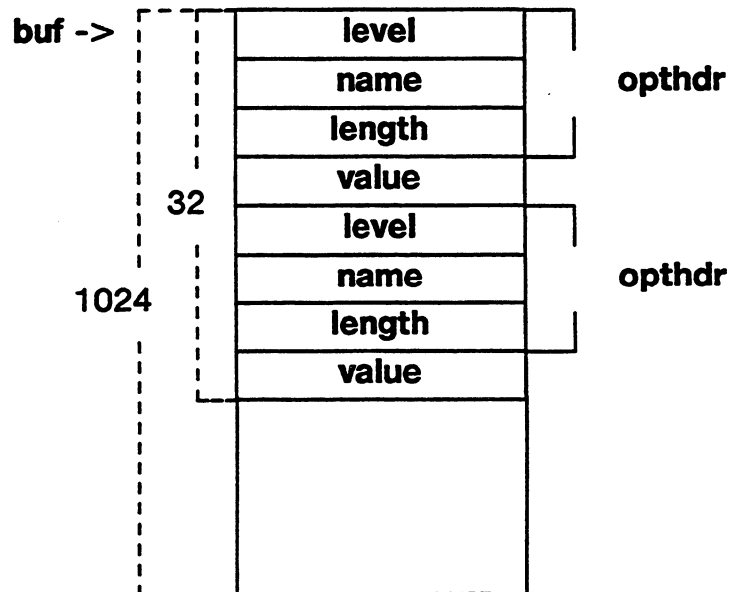 buf ->
level
name
opthdr
length
value
32
level
name
opthdr
1024
length
value